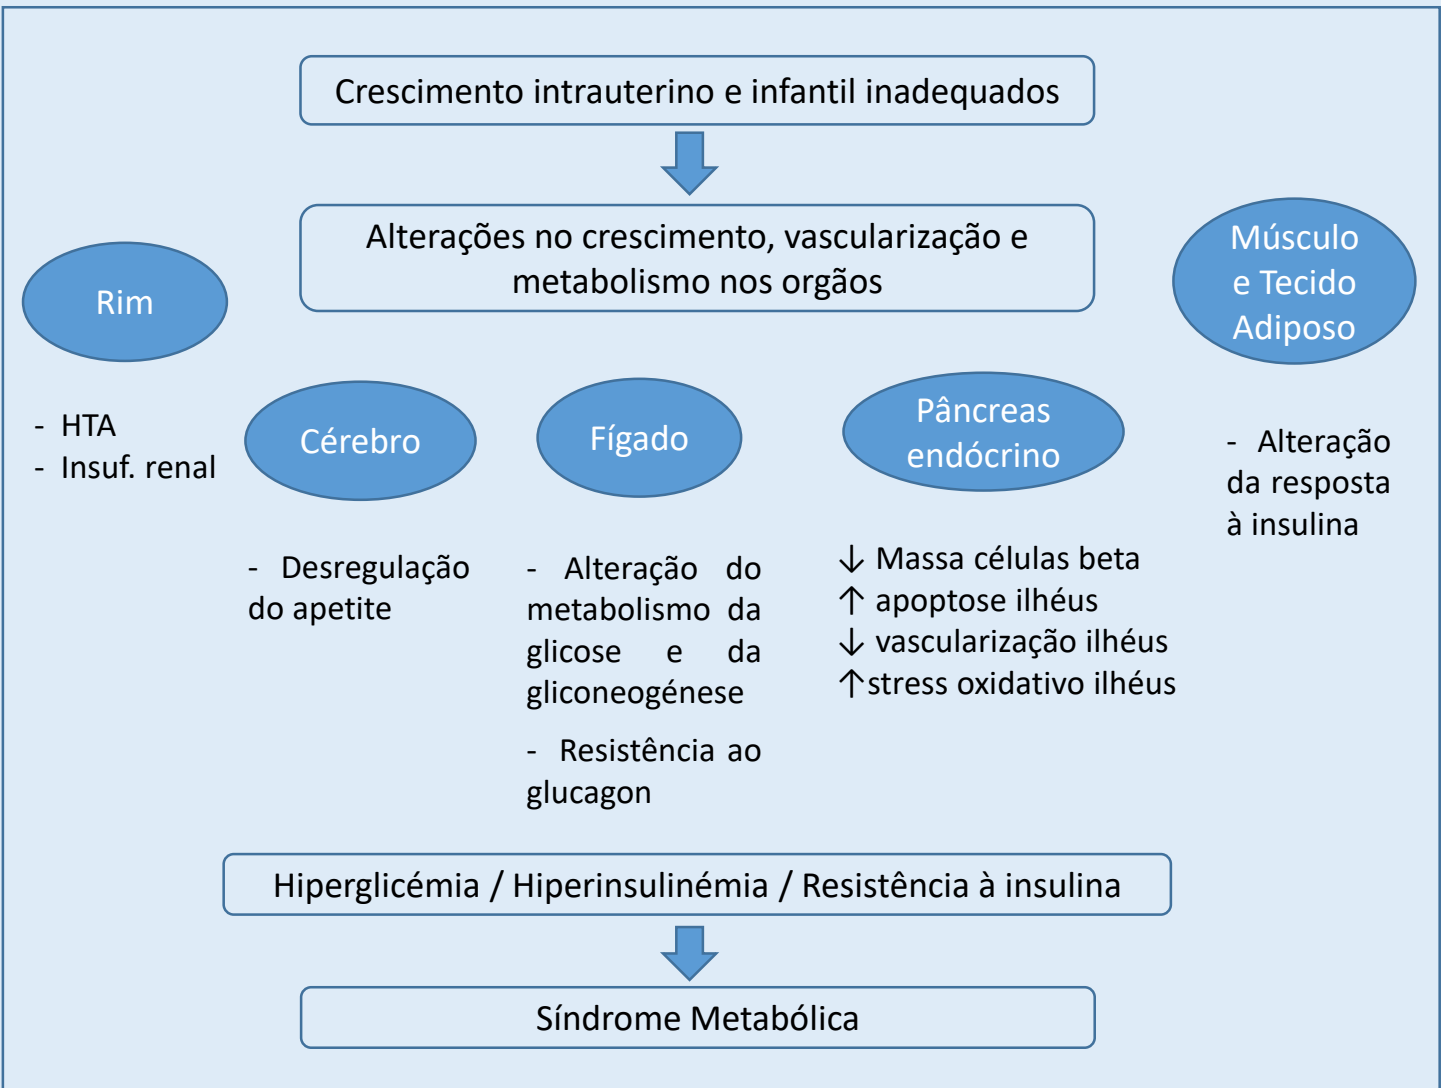 Crescimento intrauterino e infantil inadequados
Alterações no crescimento, vascularização e
metabolismo nos orgãos
Rim
- HTA
- Insuf. renal
Cérebro
- Desregulação
do apetite
Fígado
- Alteração do
metabolismo da
glicose e da
gliconeogénese
- Resistência ao
glucagon
Pâncreas
endócrino
↓ Massa células beta
↑ apoptose ilhéus
↓ vascularização ilhéus
↑stress oxidativo ilhéus
Músculo
e Tecido
Adiposo
- Alteração
da resposta
à insulina
Hiperglicémia / Hiperinsulinémia / Resistência à insulina
Síndrome Metabólica